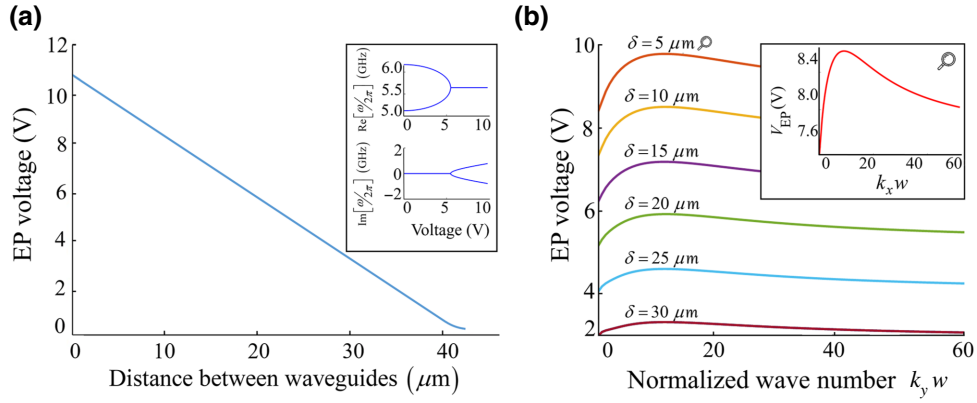 (a)
EP voltage (V)
12
10
8
6
4
2
0
0
10
20
30
40
Distance between waveguides (μm)
Re[ω/2π] (GHz)
6.0
5.5
5.0
0
5
10
Im[ω/2π] (GHz)
2
0
−2
0
5
10
Voltage (V)
(b)
EP voltage (V)
10
8
6
4
2
0
20
40
60
Normalized wave number k_y w
δ = 5 μm
δ = 10 μm
δ = 15 μm
δ = 20 μm
δ = 25 μm
δ = 30 μm
V_EP (V)
8.4
8.0
7.6
0
20
40
60
k_x w